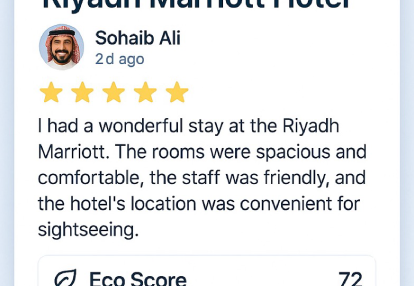 Riyadh Marriott Hotel
Sohaib Ali
2d ago
I had a wonderful stay at the Riyadh
Marriott. The rooms were spacious and
comfortable, the staff was friendly, and
the hotel's location was convenient for
sightseeing.
Eco Score 72